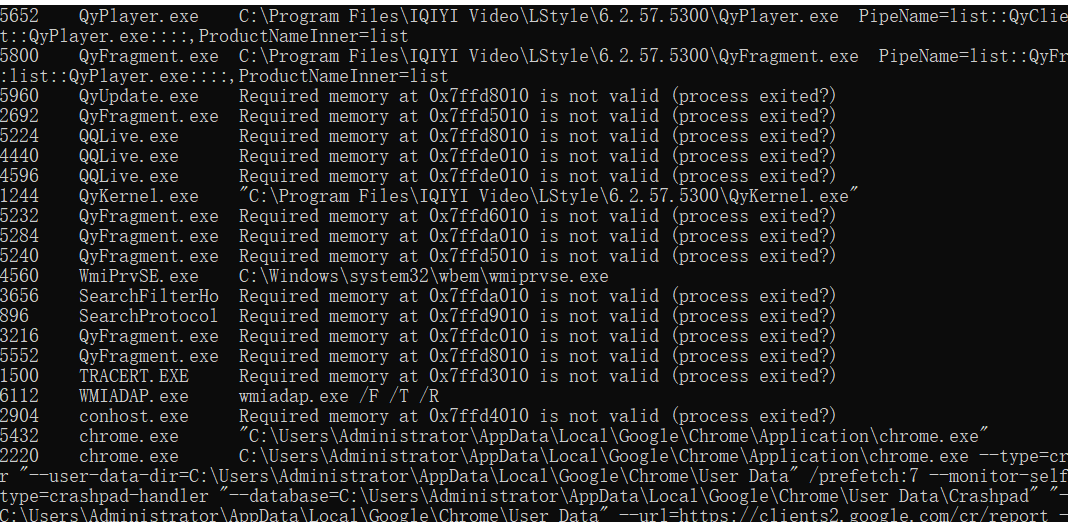 5652    QyPlayer.exe    C:\Program Files\IQIYI Video\LStyle\6.2.57.5300\QyPlayer.exe  PipeName=list::QyClie
t::QyPlayer.exe::::,ProductNameInner=list
5800    QyFragment.exe  C:\Program Files\IQIYI Video\LStyle\6.2.57.5300\QyFragment.exe  PipeName=list::QyFr
:list::QyPlayer.exe::::,ProductNameInner=list
5960    QyUpdate.exe    Required memory at 0x7ffd8010 is not valid (process exited?)
2692    QyFragment.exe  Required memory at 0x7ffd5010 is not valid (process exited?)
5224    QQLive.exe      Required memory at 0x7ffd8010 is not valid (process exited?)
4440    QQLive.exe      Required memory at 0x7ffde010 is not valid (process exited?)
4596    QQLive.exe      Required memory at 0x7ffde010 is not valid (process exited?)
1244    QyKernel.exe    "C:\Program Files\IQIYI Video\LStyle\6.2.57.5300\QyKernel.exe"
5232    QyFragment.exe  Required memory at 0x7ffd6010 is not valid (process exited?)
5284    QyFragment.exe  Required memory at 0x7ffda010 is not valid (process exited?)
5240    QyFragment.exe  Required memory at 0x7ffd5010 is not valid (process exited?)
4560    WmiPrvSE.exe    C:\Windows\system32\wbem\wmiprvse.exe
3656    SearchFilterHo  Required memory at 0x7ffda010 is not valid (process exited?)
896     SearchProtocol  Required memory at 0x7ffd9010 is not valid (process exited?)
3216    QyFragment.exe  Required memory at 0x7ffdc010 is not valid (process exited?)
5552    QyFragment.exe  Required memory at 0x7ffd8010 is not valid (process exited?)
1500    TRACERT.EXE     Required memory at 0x7ffd3010 is not valid (process exited?)
6112    WMIADAP.exe     wmiadap.exe /F /T /R
2904    conhost.exe     Required memory at 0x7ffd4010 is not valid (process exited?)
5432    chrome.exe      "C:\Users\Administrator\AppData\Local\Google\Chrome\Application\chrome.exe"
2220    chrome.exe      C:\Users\Administrator\AppData\Local\Google\Chrome\Application\chrome.exe --type=cr
r "--user-data-dir=C:\Users\Administrator\AppData\Local\Google\Chrome\User Data" /prefetch:7 --monitor-self
type=crashpad-handler "--database=C:\Users\Administrator\AppData\Local\Google\Chrome\User Data\Crashpad" "-
C:\Users\Administrator\AppData\Local\Google\Chrome\User Data" --url=https://clients2.google.com/cr/report -